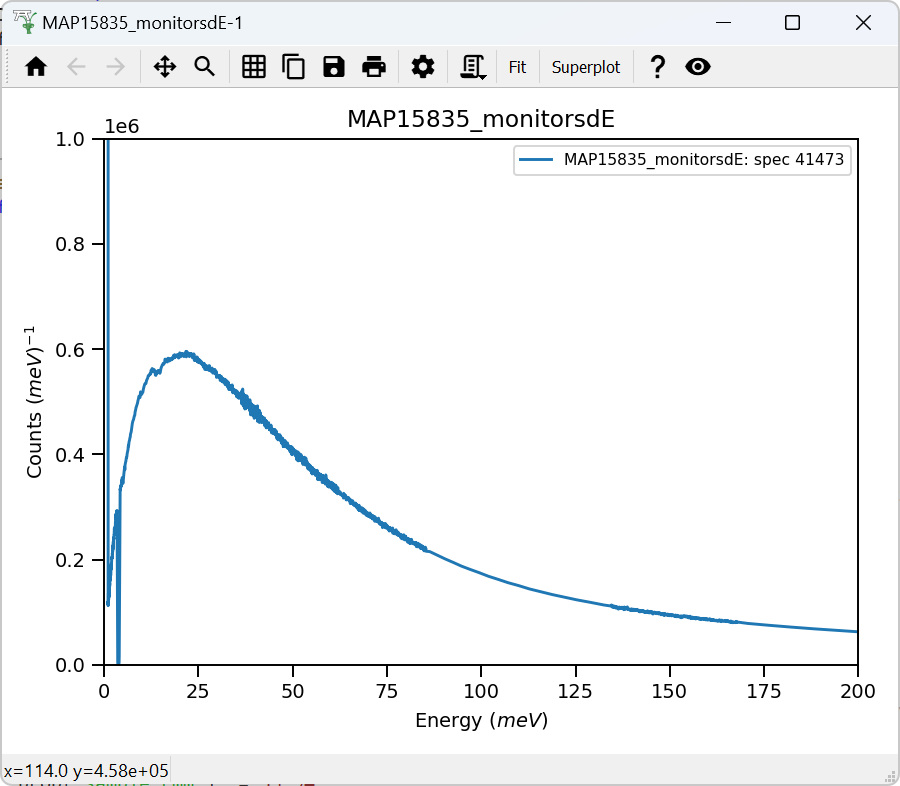 MAP15835_monitorsdE-1
Fit
Superplot
MAP15835_monitorsdE
1e6
MAP15835_monitorsdE: spec 41473
1.0
0.8
0.6
0.4
0.2
0.0
Counts (meV)⁻¹
0 25 50 75 100 125 150 175 200
Energy (meV)
x=114.0 y=4.58e+05